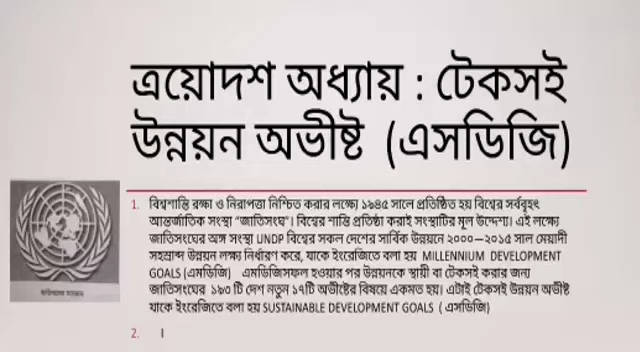 ত্রয়োদশ অধ্যায় : টেকসই
উন্নয়ন অভীষ্ট (এসডিজি)
1. বিশ্বশান্তি রক্ষা ও নিরাপত্তা নিশ্চিত করার লক্ষ্যে ১৯৪৫ সালে প্রতিষ্ঠিত হয় বিশ্বের সর্ববৃহৎ
আন্তর্জাতিক সংস্থা “জাতিসংঘ”। বিশ্বের শান্তি প্রতিষ্ঠা করাই সংস্থাটির মূল উদ্দেশ্য। এই লক্ষ্যে
জাতিসংঘের অঙ্গ সংস্থা UNDP বিশ্বের সকল দেশের সার্বিক উন্নয়নে ২০০০–২০১৫ সাল মেয়াদী
সহস্রাব্দ উন্নয়ন লক্ষ্য নির্ধারণ করে, যাকে ইংরেজিতে বলা হয় MILLENNIUM DEVELOPMENT
GOALS (এমডিজি) এমডিজিসফল হওয়ার পর উন্নয়নকে স্থায়ী বা টেকসই করার জন্য
জাতিসংঘের ১৯৩ টি দেশ নতুন ১৭টি অভীষ্টের বিষয়ে একমত হয়। এটাই টেকসই উন্নয়ন অভীষ্ট
যাকে ইংরেজিতে বলা হয় SUSTAINABLE DEVELOPMENT GOALS ( এসডিজি)
2. ।